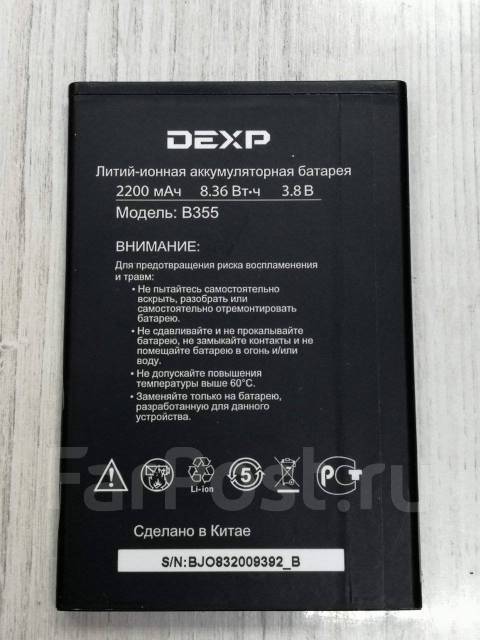 DEXP
Литий-ионная аккумуляторная батарея
2200 мАч 8.36 Вт•ч 3.8 В
Модель: B355
ВНИМАНИЕ:
Для предотвращения риска воспламенения
и травм:
• Не пытайтесь самостоятельно
вскрыть, разобрать или
самостоятельно отремонтировать
батарею.
• Не сдавливайте и не прокалывайте
батарею, не замыкайте контакты и не
помещайте батарею в огонь и/или
воду.
• Не допускайте повышения
температуры выше 60°C.
• Заменяйте только на батарею,
разработанную для данного
устройства.
Li-ion
5
РСТ
FarPost.ru
Сделано в Китае
S/N:BJO832009392_B